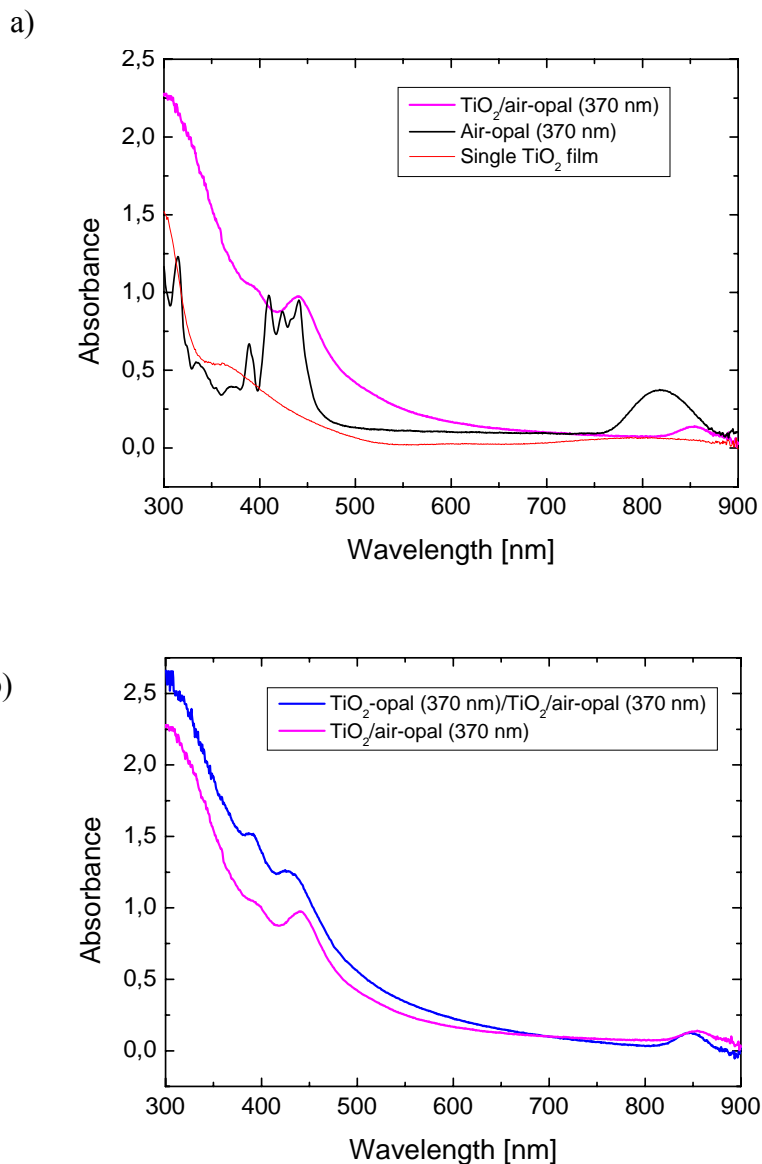 a)
2,5
2,0
1,5
1,0
0,5
0,0
Absorbance
TiO2/air-opal (370 nm)
Air-opal (370 nm)
Single TiO2 film
300 400 500 600 700 800 900
Wavelength [nm]
)
2,5
2,0
1,5
1,0
0,5
0,0
Absorbance
TiO2-opal (370 nm)/TiO2/air-opal (370 nm)
TiO2/air-opal (370 nm)
300 400 500 600 700 800 900
Wavelength [nm]